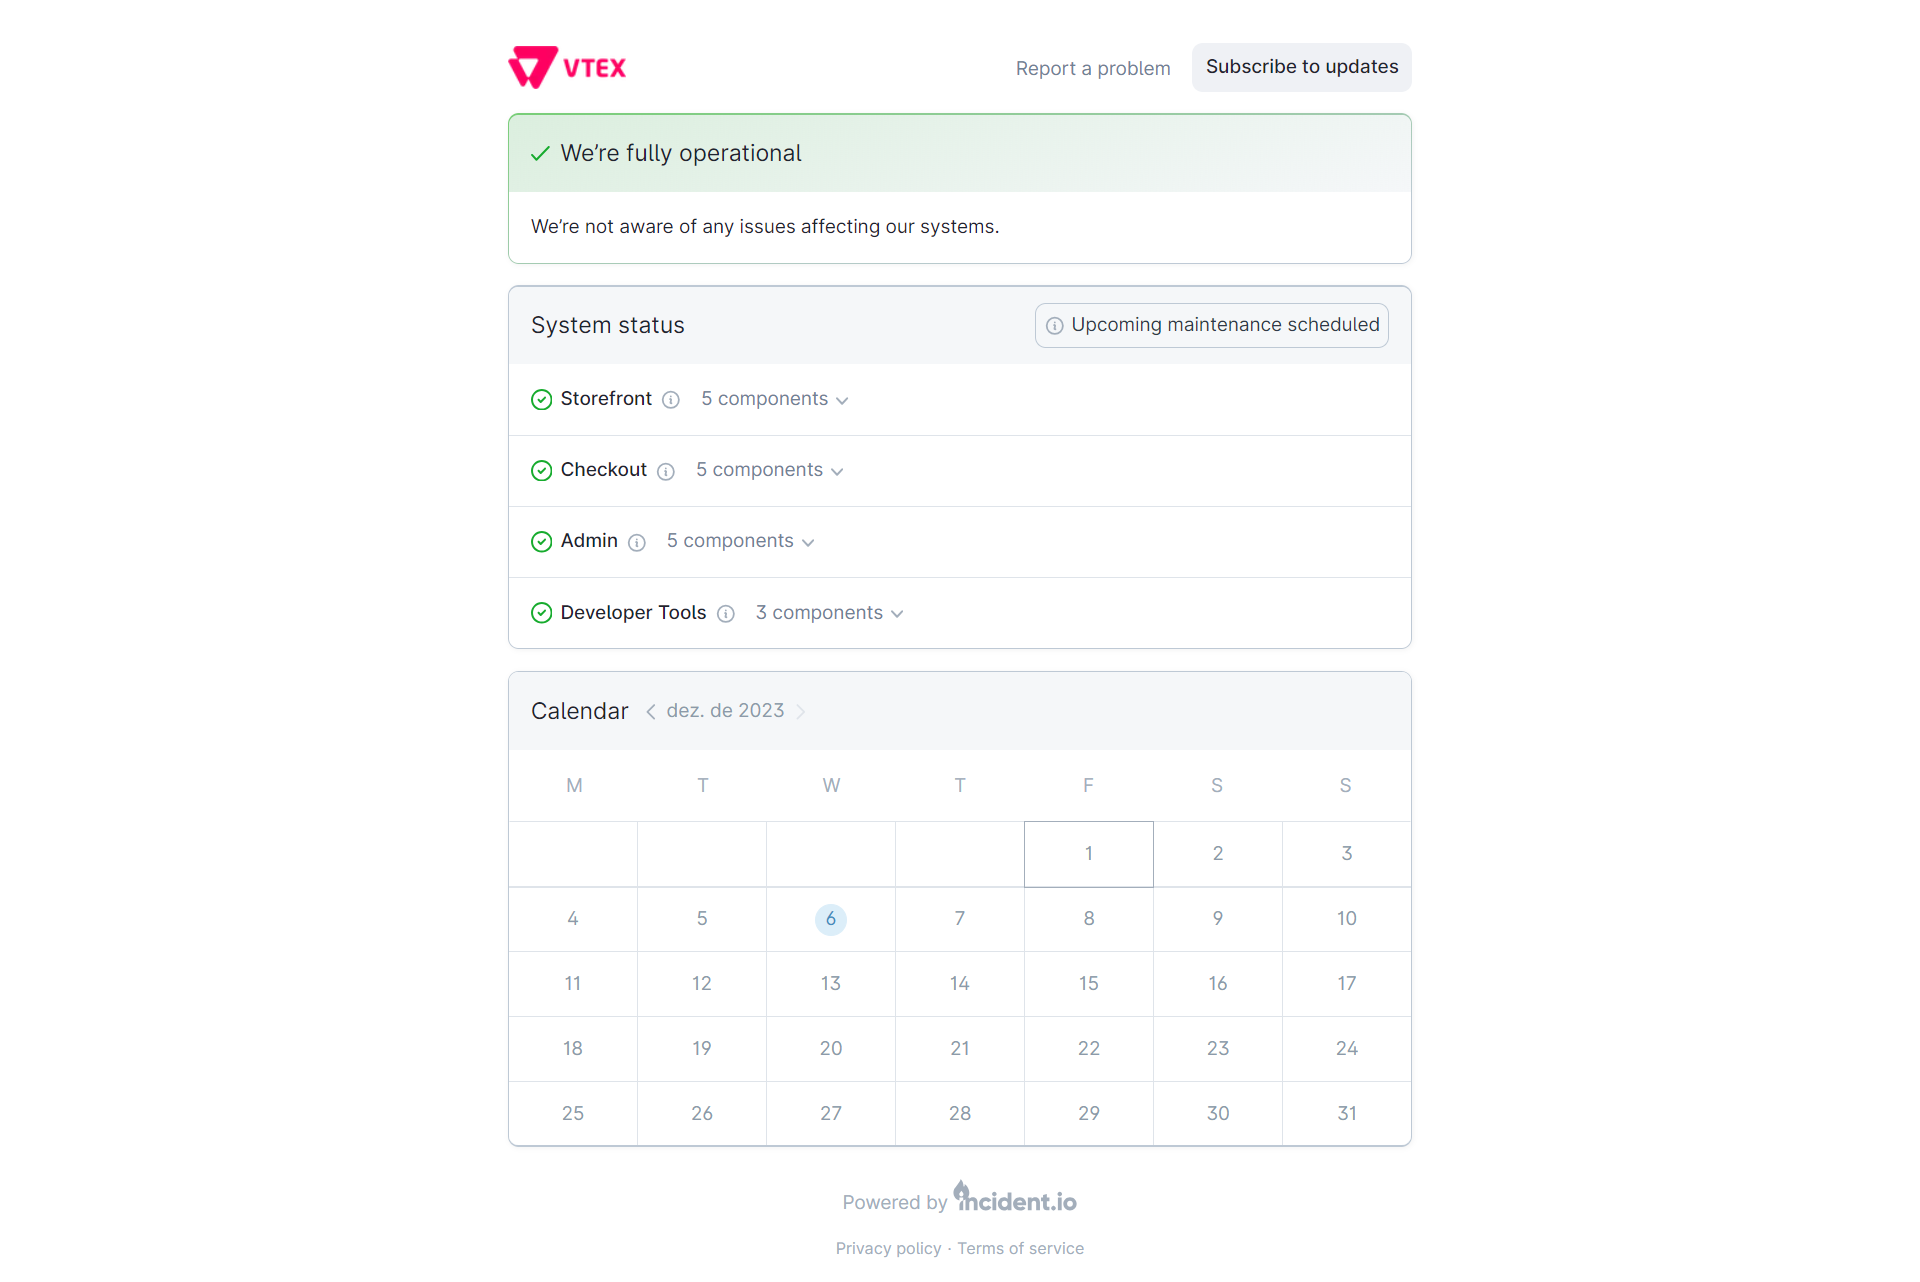 VTEX
Report a problem
Subscribe to updates
We're fully operational
We're not aware of any issues affecting our systems.
System status
Upcoming maintenance scheduled
Storefront 5 components
Checkout 5 components
Admin 5 components
Developer Tools 3 components
Calendar dez. de 2023
M T W T F S S
1 2 3
4 5 6 7 8 9 10
11 12 13 14 15 16 17
18 19 20 21 22 23 24
25 26 27 28 29 30 31
Powered by incident.io
Privacy policy · Terms of service